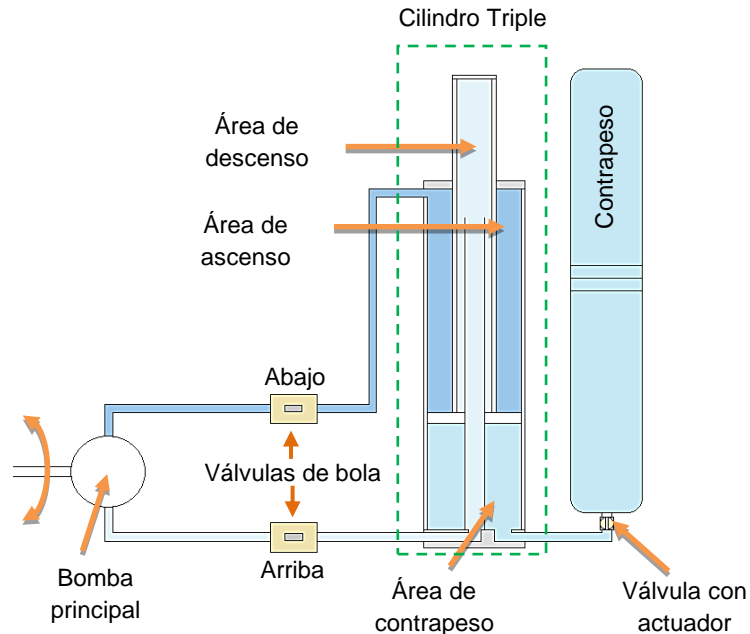 Cilindro Triple
Área de
descenso
Área de
ascenso
Contrapeso
Abajo
Válvulas de bola
Arriba
Bomba
principal
Área de
contrapeso
Válvula con
actuador